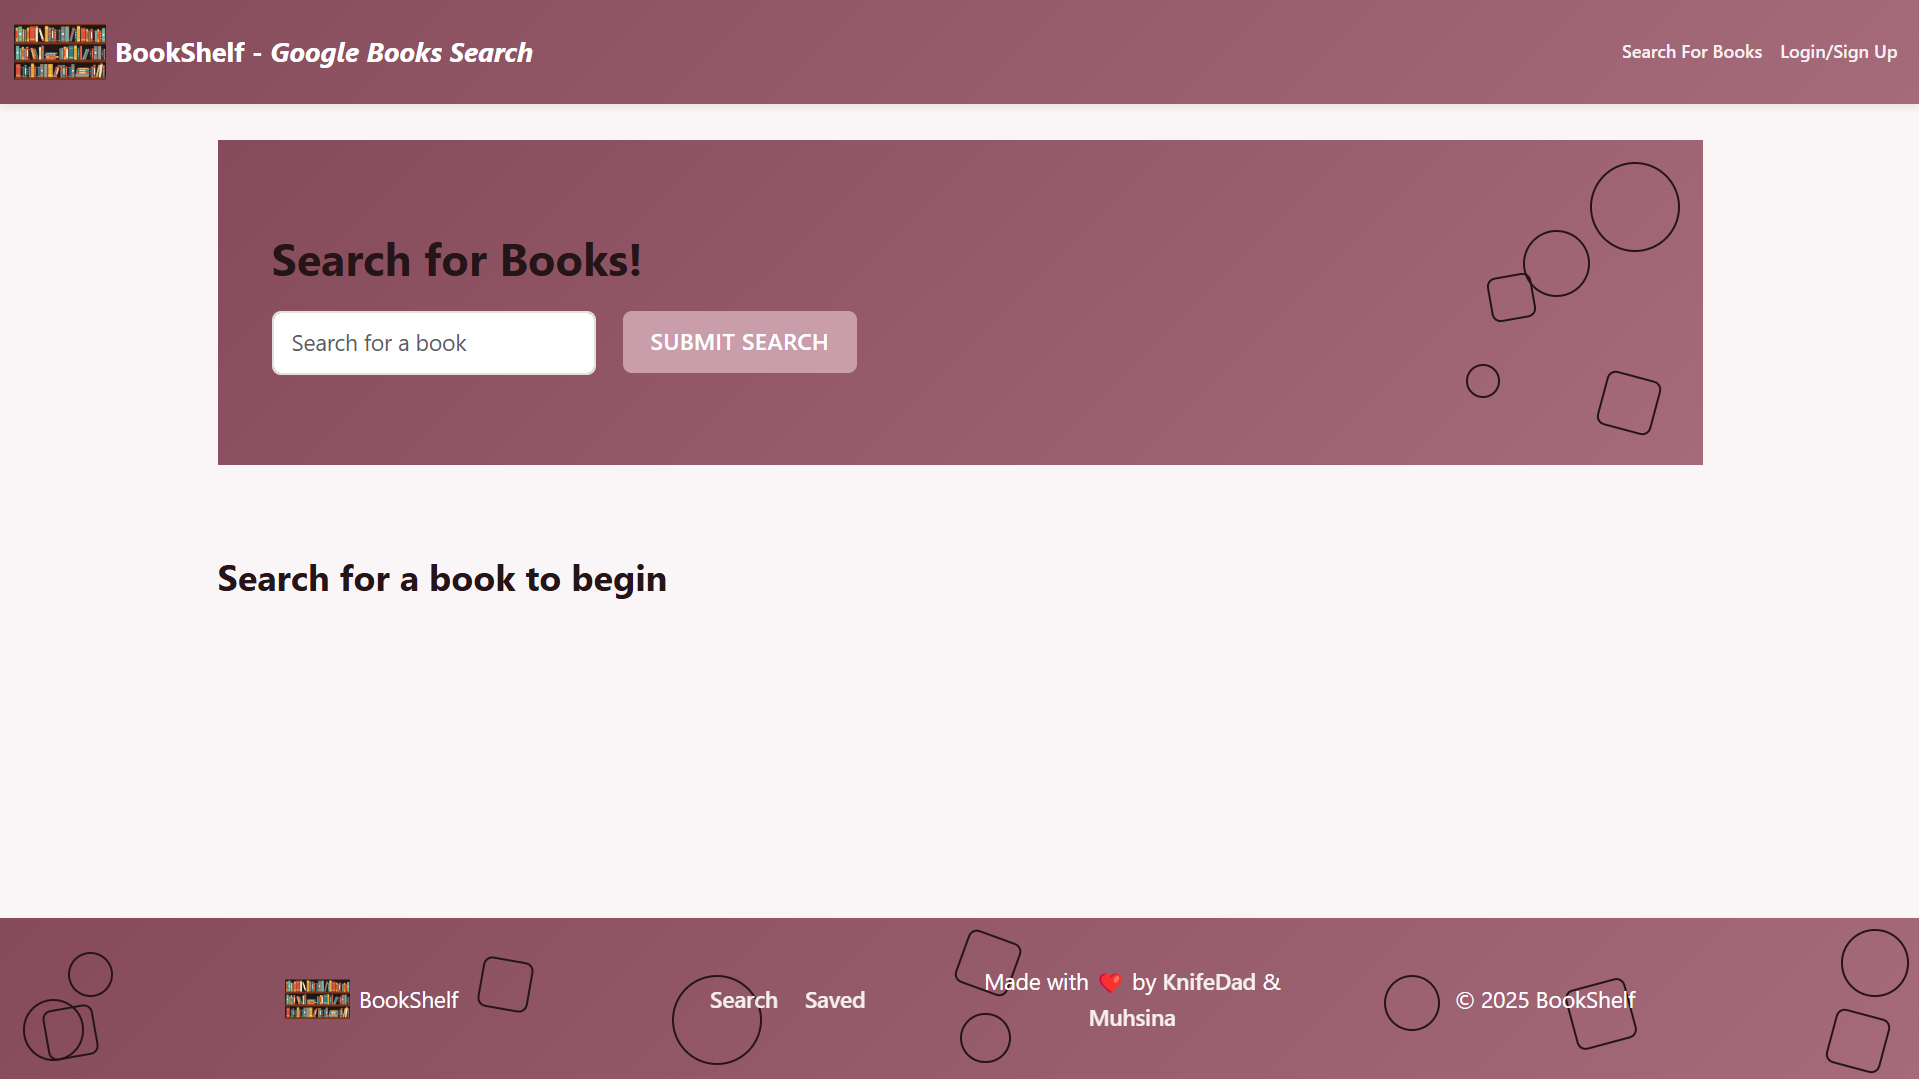 BookShelf - Google Books Search
Search For Books
Login/Sign Up
Search for Books!
Search for a book
SUBMIT SEARCH
Search for a book to begin
BookShelf
Search
Saved
Made with ❤️ by KnifeDad &
Muhsina
© 2025 BookShelf